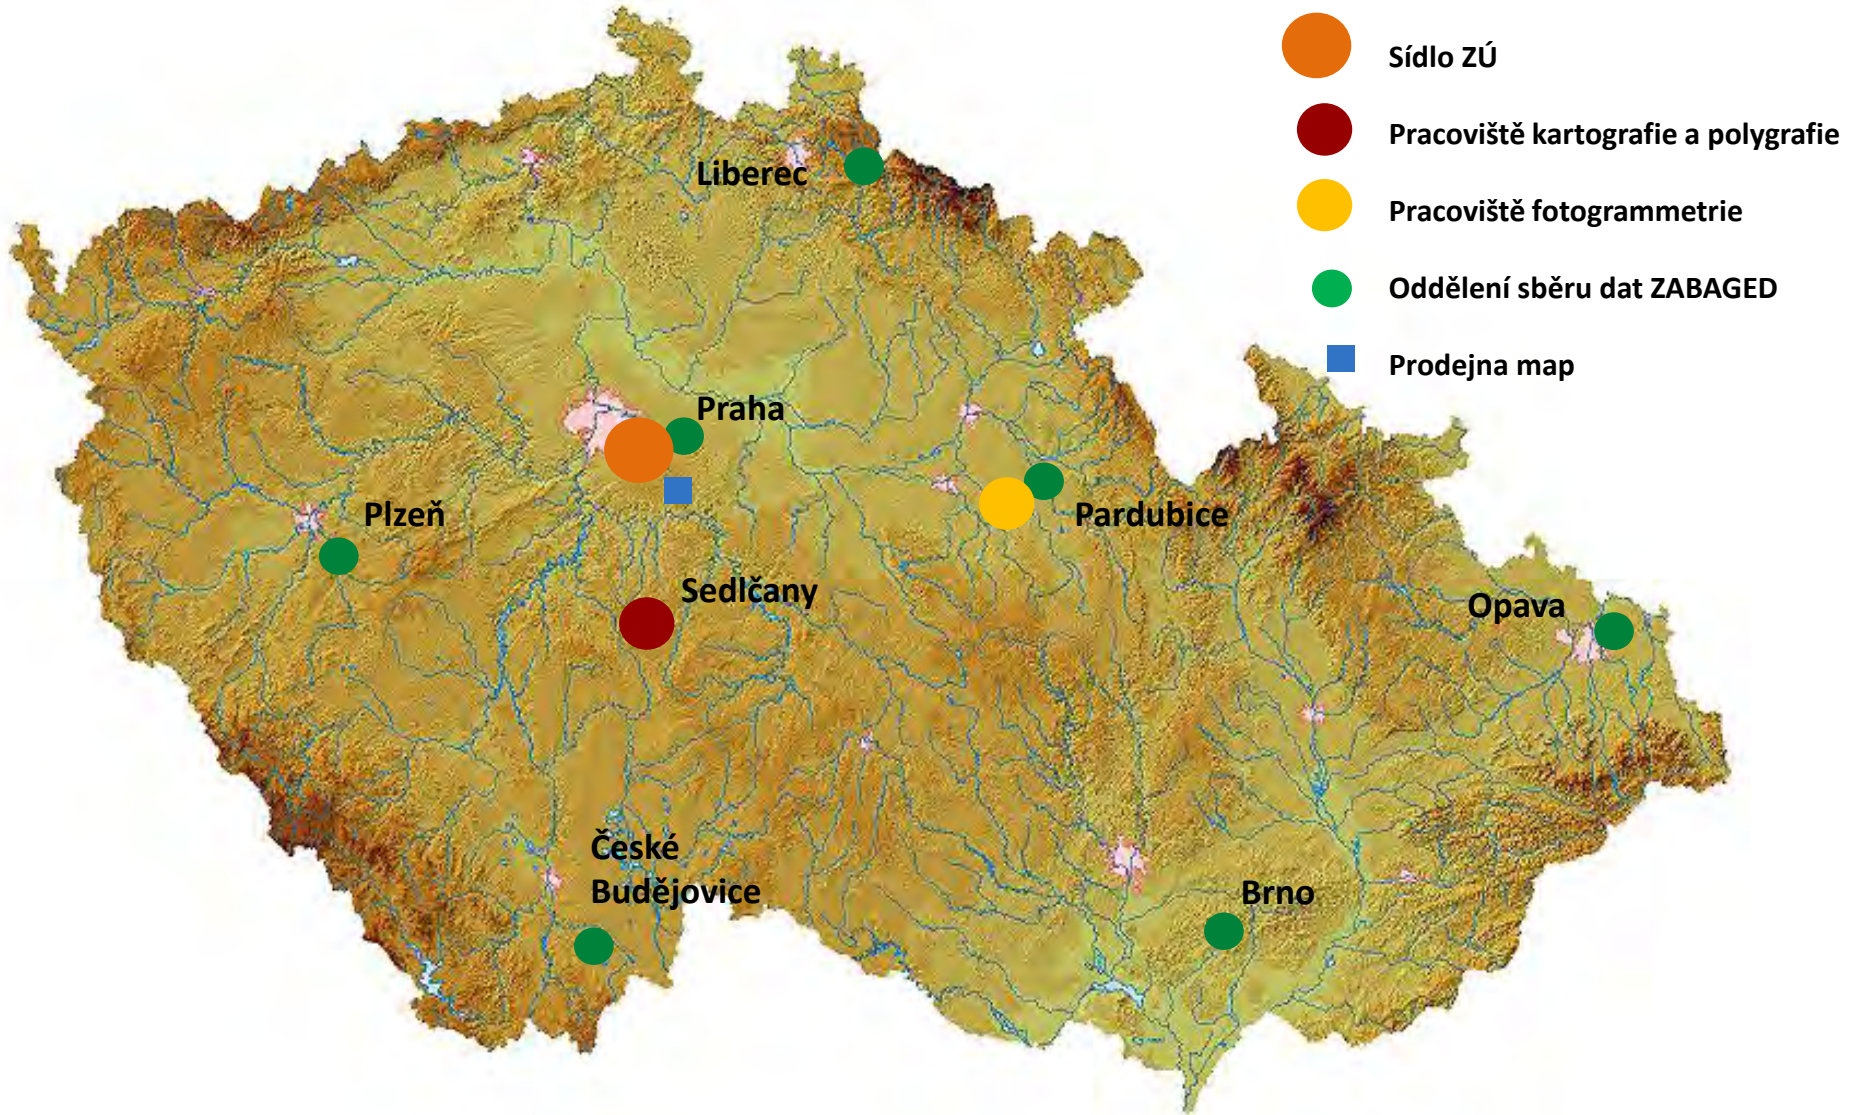 Sídlo ZÚ
Pracoviště kartografie a polygrafie
Pracoviště fotogrammetrie
Oddělení sběru dat ZABAGED
Prodejna map
Liberec
Praha
Plzeň
Pardubice
Sedlčany
Opava
České
Budějovice
Brno